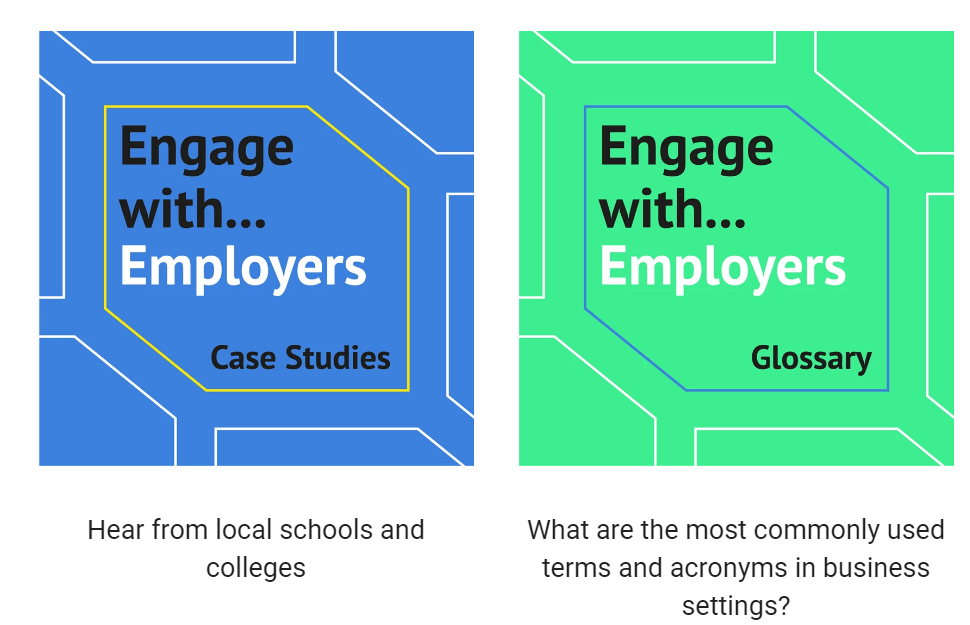 Engage
with...
Employers
Case Studies
Hear from local schools and
colleges
Engage
with...
Employers
Glossary
What are the most commonly used
terms and acronyms in business
settings?